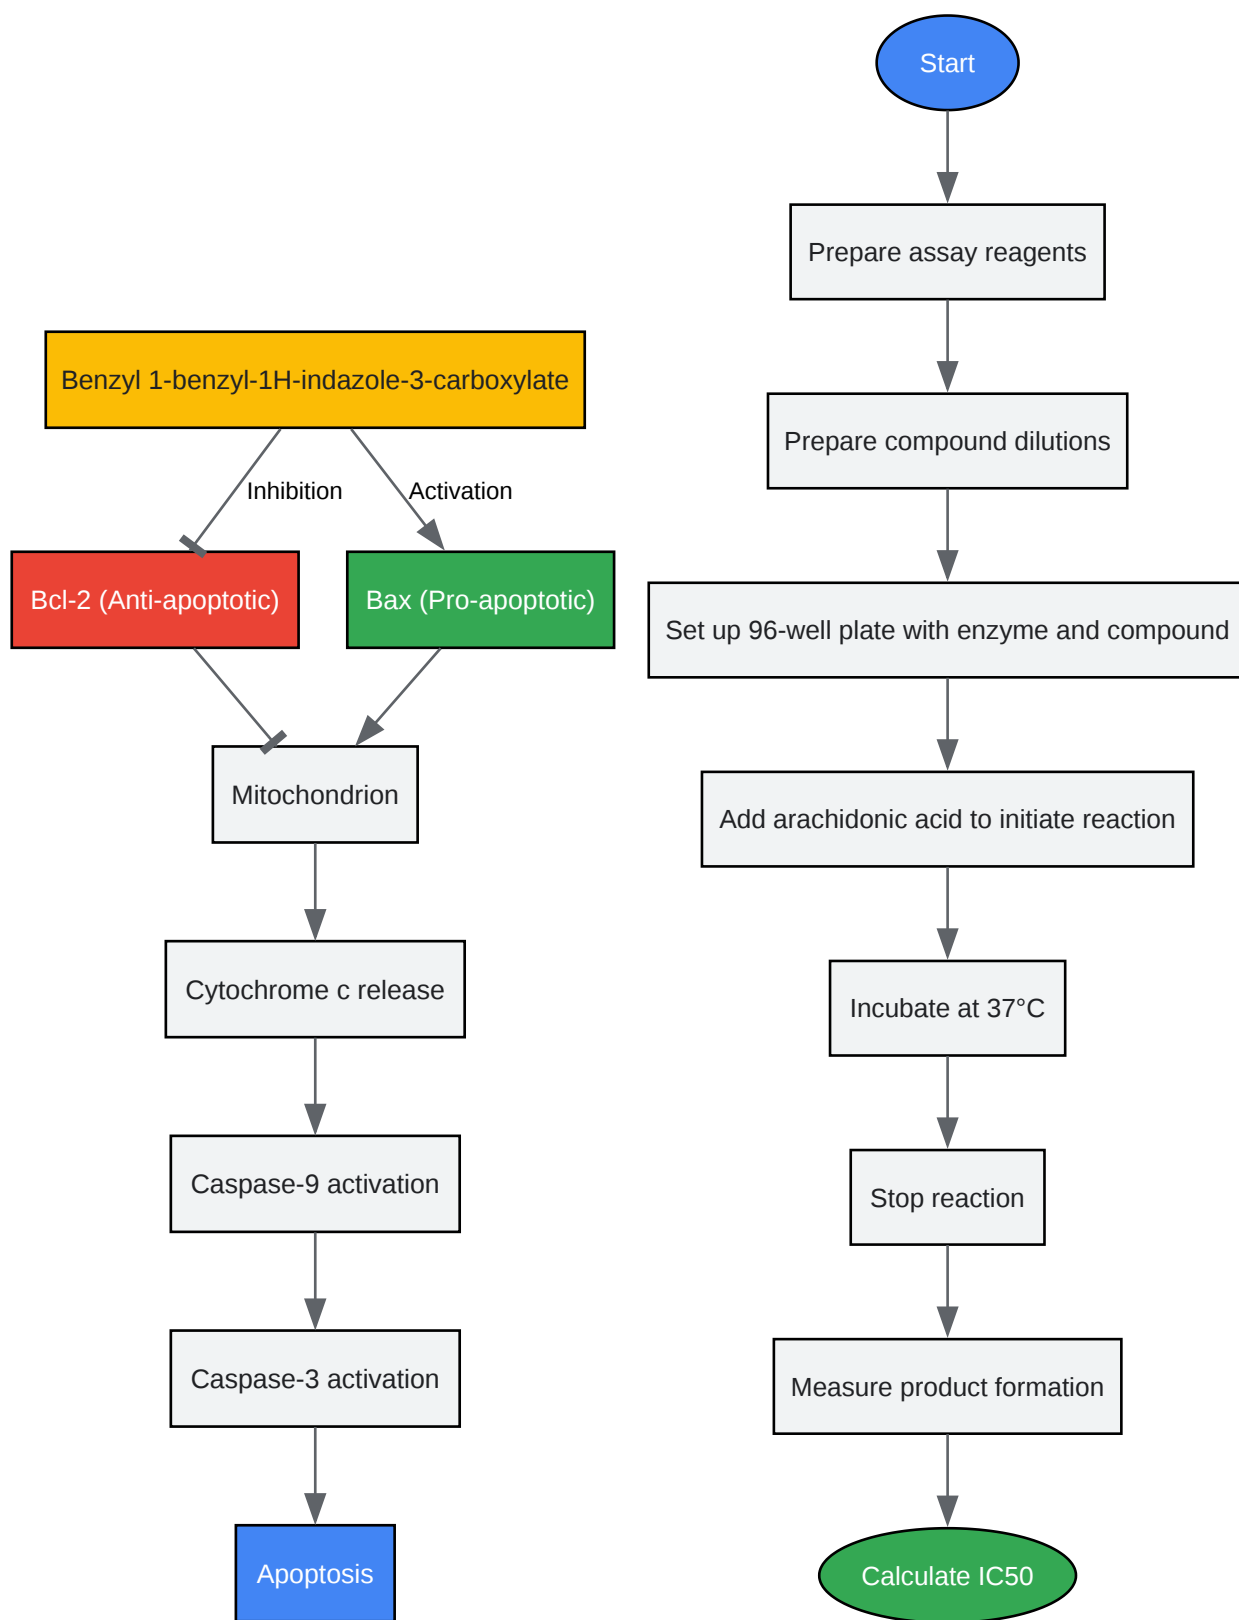 Benzyl 1-benzyl-1H-indazole-3-carboxylate
Inhibition
Activation
Bcl-2 (Anti-apoptotic)
Bax (Pro-apoptotic)
Mitochondrion
Cytochrome c release
Caspase-9 activation
Caspase-3 activation
Apoptosis
Start
Prepare assay reagents
Prepare compound dilutions
Set up 96-well plate with enzyme and compound
Add arachidonic acid to initiate reaction
Incubate at 37°C
Stop reaction
Measure product formation
Calculate IC50